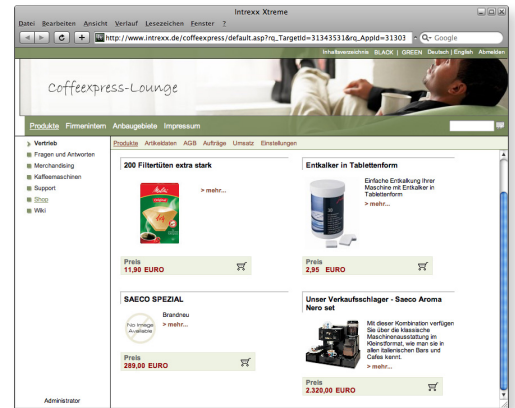 Intrexx Xtreme
Datei Bearbeiten Ansicht Verlauf Lesezeichen Fenster ?
http://www.intrexx.de/coffeexpress/default.asp?rq_TargetId=31343531&rq_AppId=31303
Google
Inhaltsverzeichnis BLACK | GREEN Deutsch | English Abmelden
Coffeexpress-Lounge
Produkte Firmenintern Anbaugebiete Impressum
Vertrieb
Fragen und Antworten
Merchandising
Kaffeemaschinen
Support
Shop
Wiki
Administrator
Produkte Artikeldaten AGB Aufträge Umsatz Einstellungen
200 Filtertüten extra stark
> mehr...
Melitta
Preis
11,90 EURO
Entkalker in Tablettenform
Einfache Entkalkung Ihrer
Maschine mit Entkalker in
Tablettenform
> mehr...
Preis
2,95 EURO
SAECO SPEZIAL
No Image
Available
Brandneu
> mehr...
Preis
289,00 EURO
Unser Verkaufsschlager - Saeco Aroma
Nero set
Mit dieser Kombination verfügen
Sie über die klassische
Maschinenausstattung im
Kleinstformat, wie man sie in
allen italienischen Bars und
Cafes kennt.
> mehr...
Preis
2.320,00 EURO